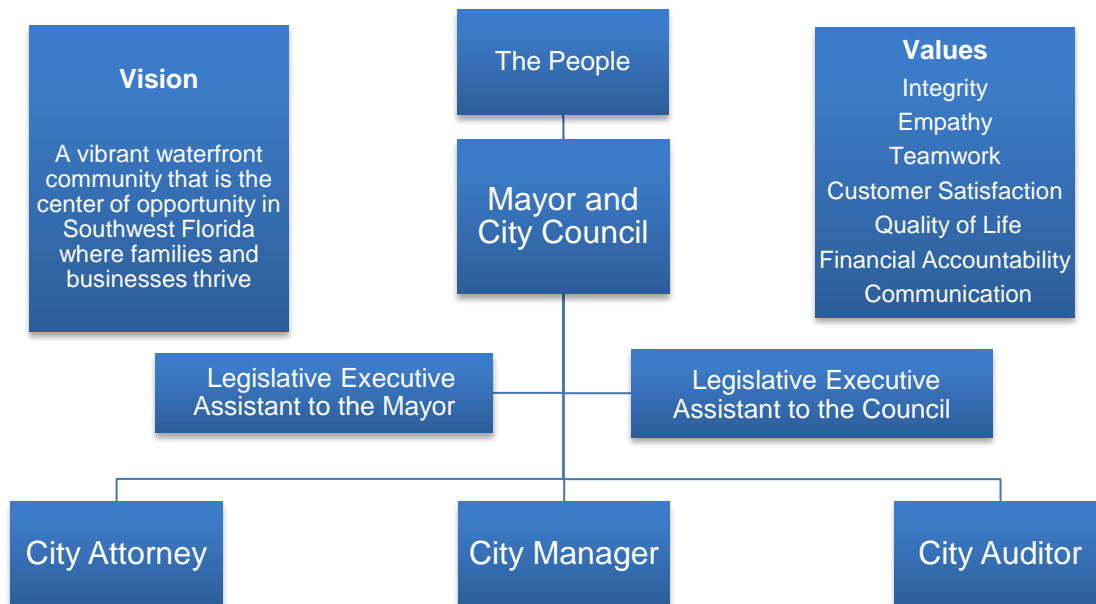 Vision
A vibrant waterfront
community that is the
center of opportunity in
Southwest Florida
where families and
businesses thrive
The People
Mayor and
City Council
Values
Integrity
Empathy
Teamwork
Customer Satisfaction
Quality of Life
Financial Accountability
Communication
Legislative Executive
Assistant to the Mayor
Legislative Executive
Assistant to the Council
City Attorney
City Manager
City Auditor